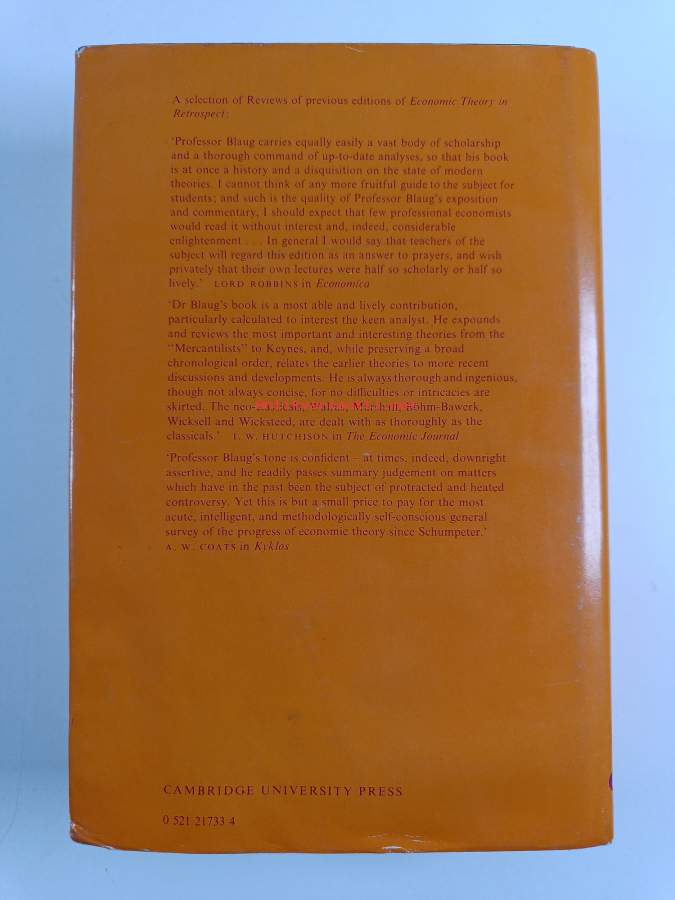 A selection of Reviews of previous editions of Economic Theory in
Retrospect:
'Professor Blaug carries equally easily a vast body of scholarship
and a thorough command of up-to-date analyses, so that his book
is at once a history and a disquisition on the state of modern
theories. I cannot think of any more fruitful guide to the subject for
students; and such is the quality of Professor Blaug's exposition
and commentary, I should expect that few professional economists
would read it without interest and, indeed, considerable
enlightenment. . . . In general I would say that teachers of the
subject will regard this edition as an answer to prayers, and wish
privately that their own lectures were half so scholarly or half so
lively.' LORD ROBBINS in Economica
'Dr Blaug's book is a most able and lively contribution,
particularly calculated to interest the keen analyst. He expounds
and reviews the most important and interesting theories from the
"Mercantilists" to Keynes, and, while preserving a broad
chronological order, relates the earlier theories to more recent
discussions and developments. He is always thorough and ingenious,
though not always concise, for no difficulties or intricacies are
skirted. The Walras, Marshall, Böhm-Bawerk,
Wicksell and Wicksteed, are dealt with as thoroughly as the
classicals.' T. W. HUTCHISON in The Economic Journal
'Professor Blaug's tone is confident – at times, indeed, downright
assertive, and he readily passes summary judgement on matters
which have in the past been the subject of protracted and heated
controversy. Yet this is but a small price to pay for the most
acute, intelligent, and methodologically self-conscious general
survey of the progress of economic theory since Schumpeter.'
A. W. COATS in Kyklos
CAMBRIDGE UNIVERSITY PRESS
0 521 21733 4